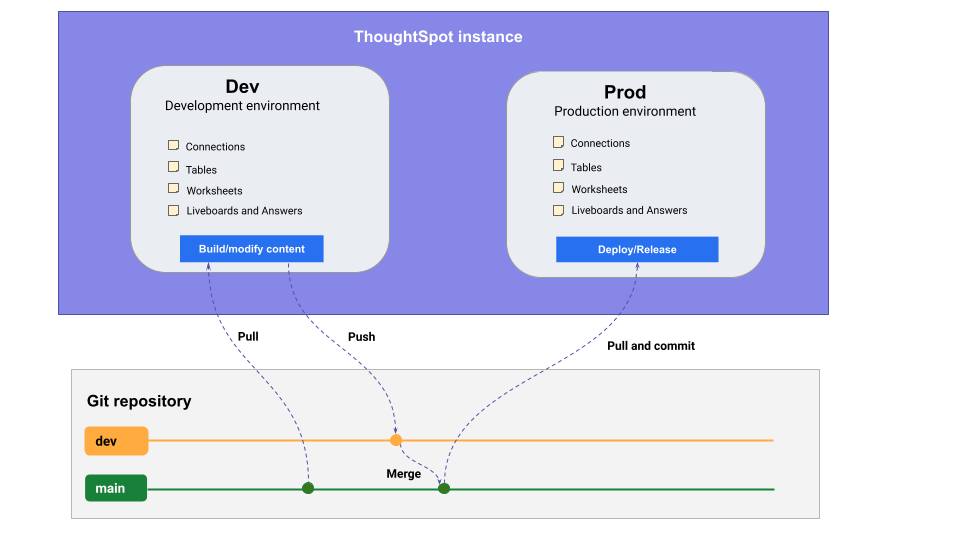 ThoughtSpot instance
Dev
Development environment
Connections
Tables
Worksheets
Liveboards and Answers
Build/modify content
Prod
Production environment
Connections
Tables
Worksheets
Liveboards and Answers
Deploy/Release
Pull
Push
Pull and commit
Git repository
dev
Merge
main